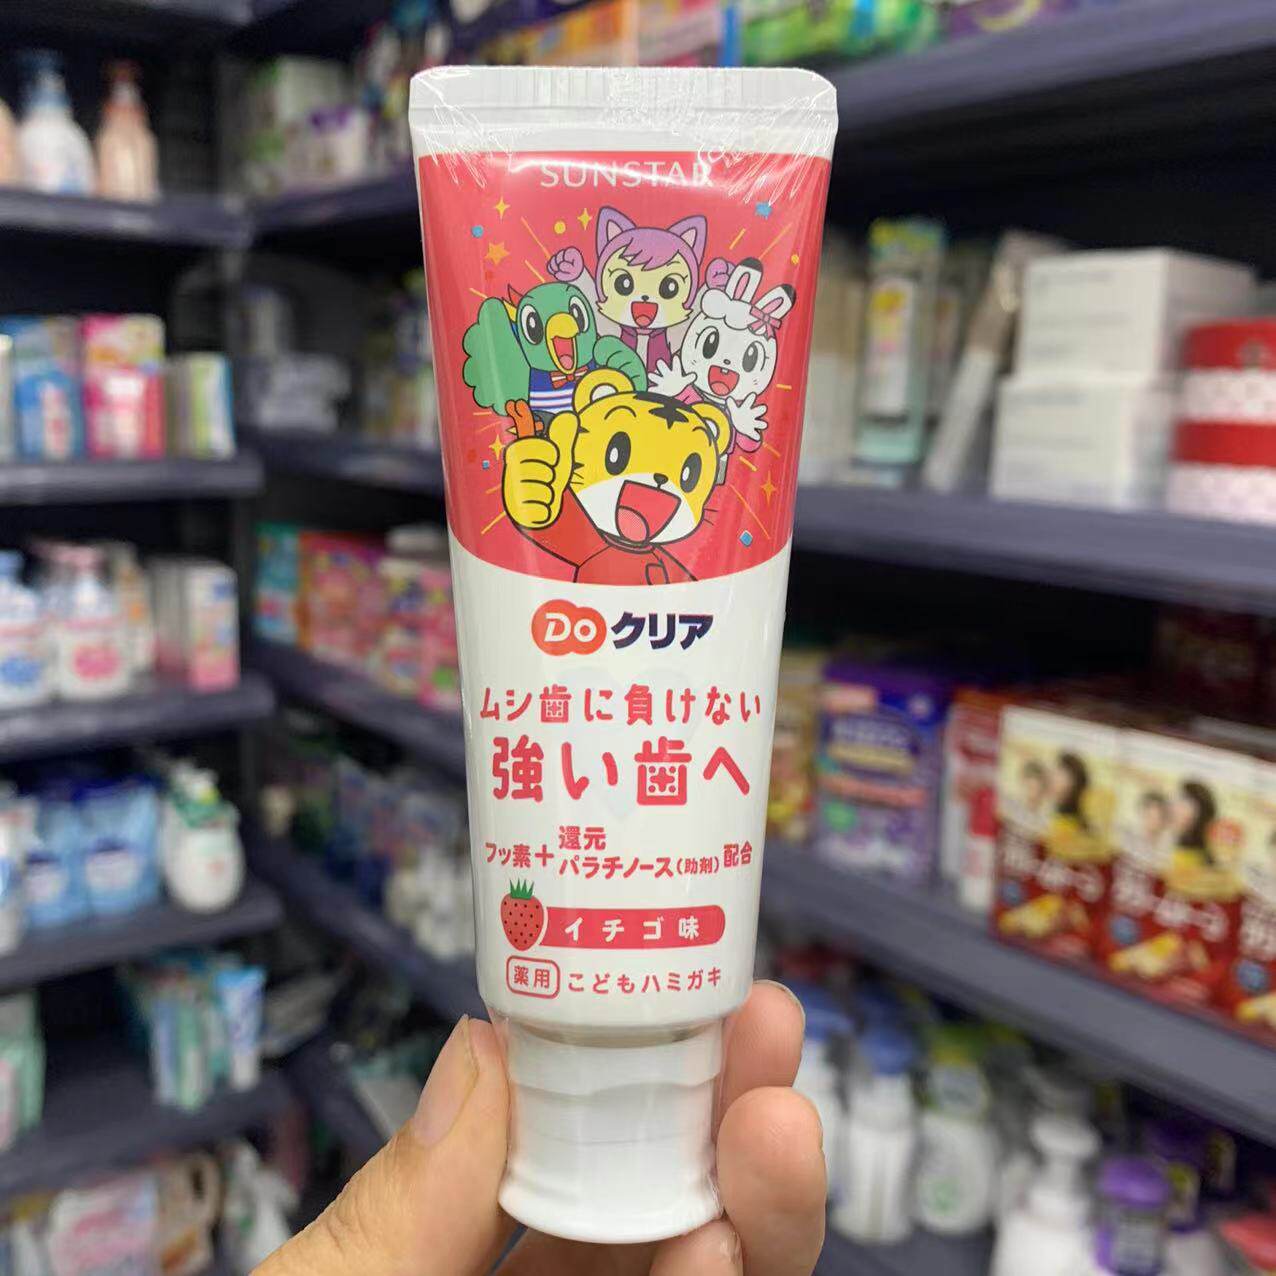 SUNSTAR
Do クリア
ムシ歯に負けない
強い歯へ
フッ素+還元パラチノース(助剤)配合
イチゴ味
薬用 こどもハミガキ